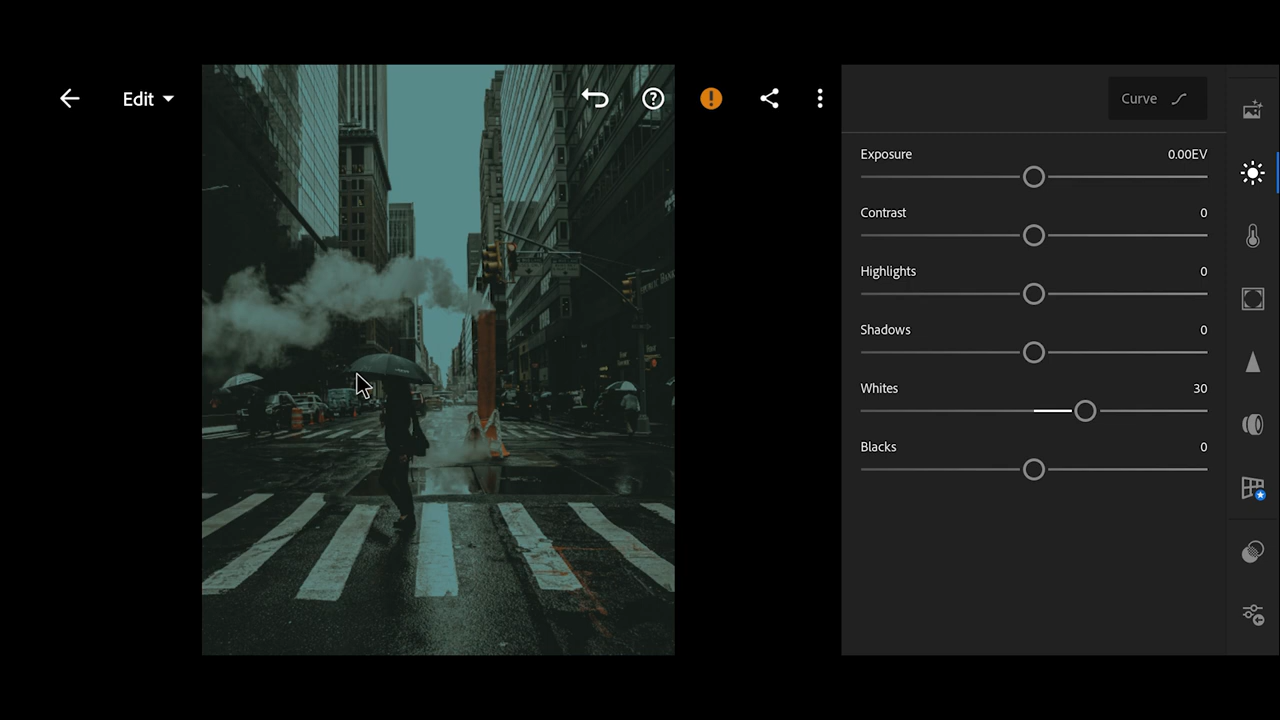 Edit
Curve
Exposure 0.00EV
Contrast 0
Highlights 0
Shadows 0
Whites 30
Blacks 0